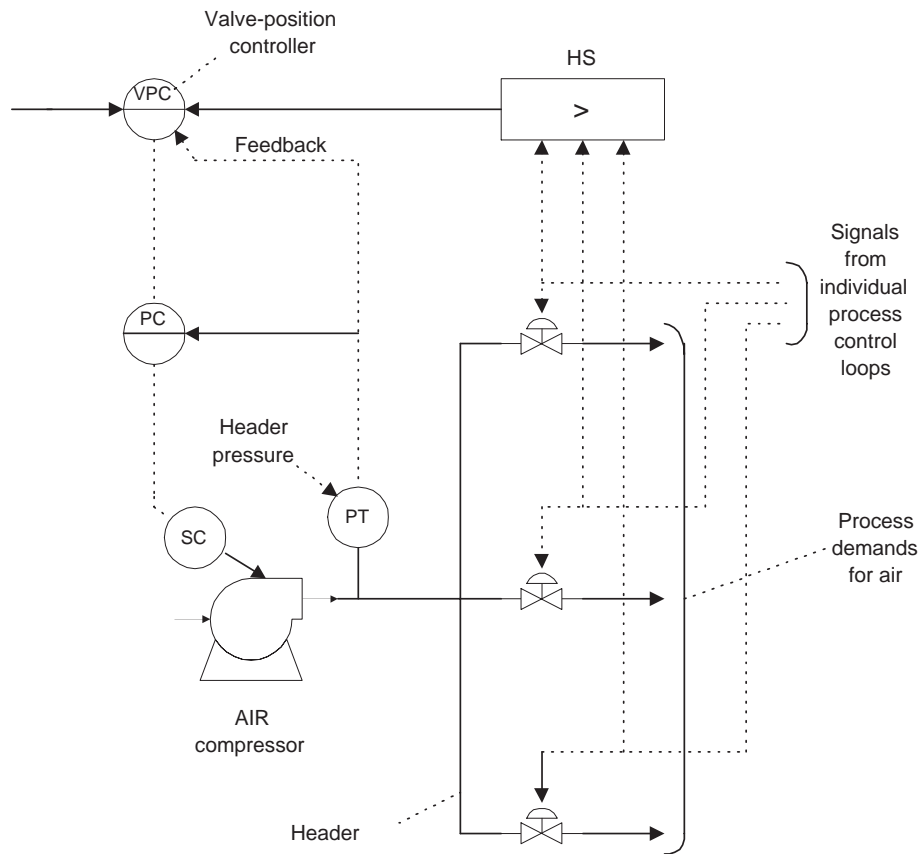 Valve-position
controller
HS
VPC
>
Feedback
Signals
from
individual
process
control
loops
PC
Header
pressure
PT
SC
Process
demands
for air
AIR
compressor
Header